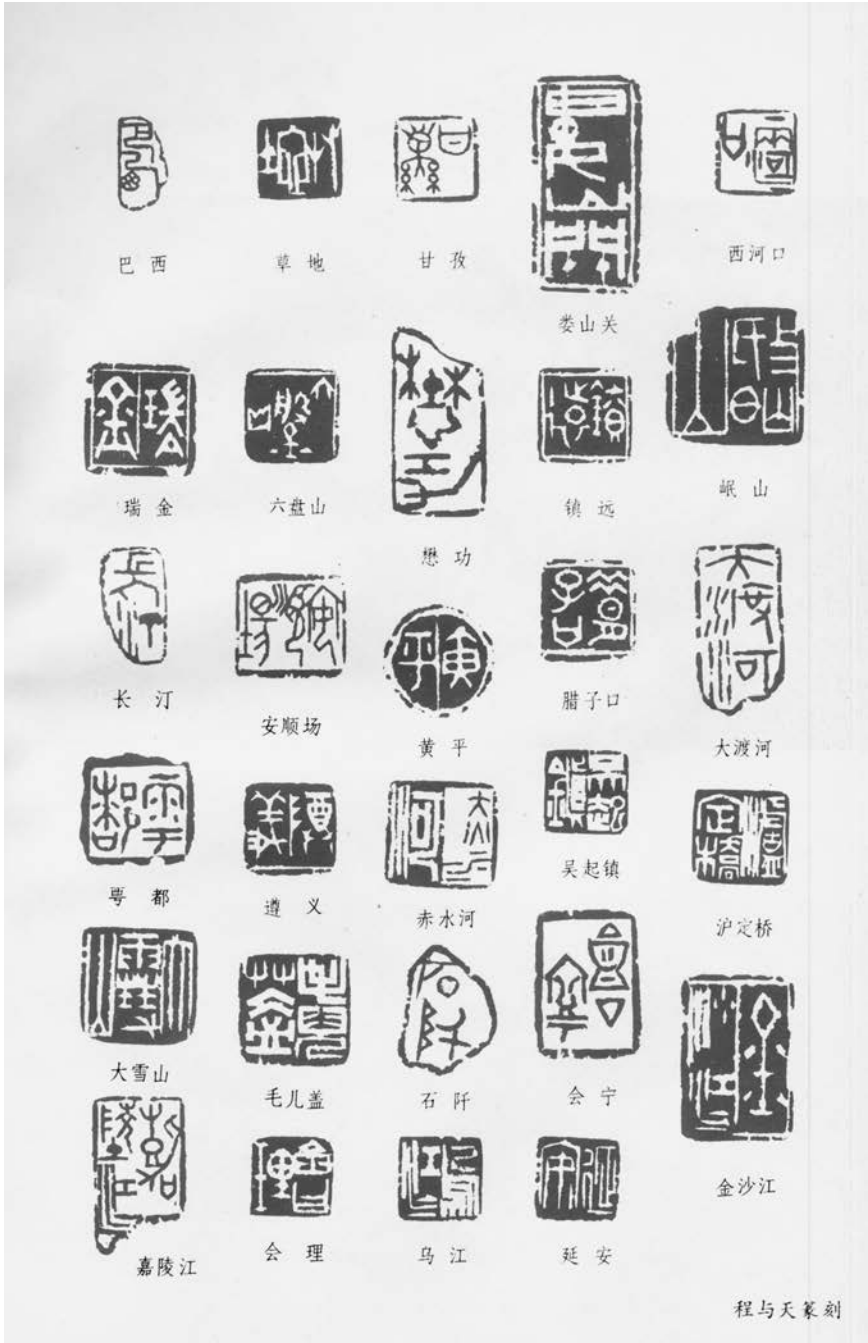 巴西
草地
甘孜
娄山关
西河口
瑞金
六盘山
懋功
镇远
岷山
长汀
安顺场
黄平
腊子口
大渡河
雩都
遵义
赤水河
吴起镇
泸定桥
大雪山
毛儿盖
石阡
会宁
金沙江
嘉陵江
会理
乌江
延安
程与天篆刻